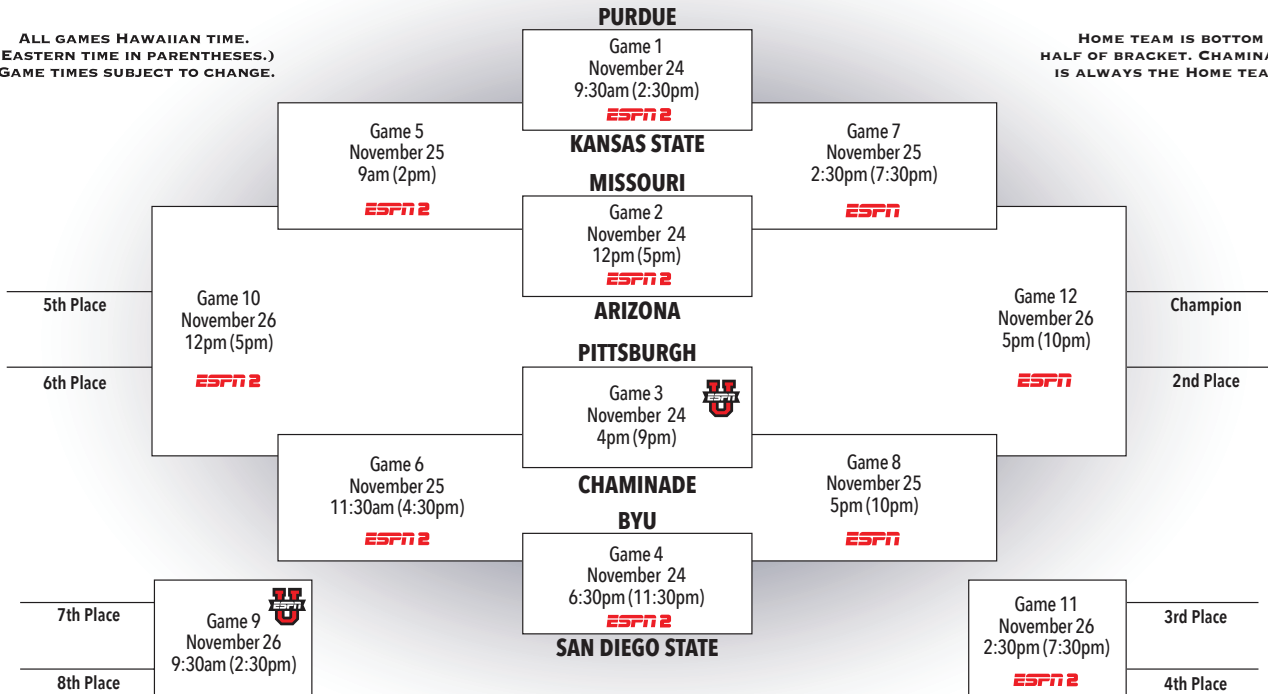 ALL GAMES HAWAIIAN TIME.
EASTERN TIME IN PARENTHESES.)
GAME TIMES SUBJECT TO CHANGE.
HOME TEAM IS BOTTOM
HALF OF BRACKET. CHAMINA
IS ALWAYS THE HOME TEA
PURDUE
Game 1
November 24
9:30am (2:30pm)
ESPN 2
KANSAS STATE
Game 5
November 25
9am (2pm)
ESPN 2
Game 7
November 25
2:30pm (7:30pm)
ESPN
MISSOURI
Game 2
November 24
12pm (5pm)
ESPN 2
ARIZONA
5th Place
6th Place
Game 10
November 26
12pm (5pm)
ESPN 2
Game 12
November 26
5pm (10pm)
ESPN
Champion
2nd Place
PITTSBURGH
Game 3
November 24
4pm (9pm)
U
ESPN
CHAMINADE
Game 6
November 25
11:30am (4:30pm)
ESPN 2
Game 8
November 25
5pm (10pm)
ESPN
BYU
Game 4
November 24
6:30pm (11:30pm)
ESPN 2
SAN DIEGO STATE
7th Place
8th Place
Game 9
November 26
9:30am (2:30pm)
U
ESPN
Game 11
November 26
2:30pm (7:30pm)
ESPN 2
3rd Place
4th Place